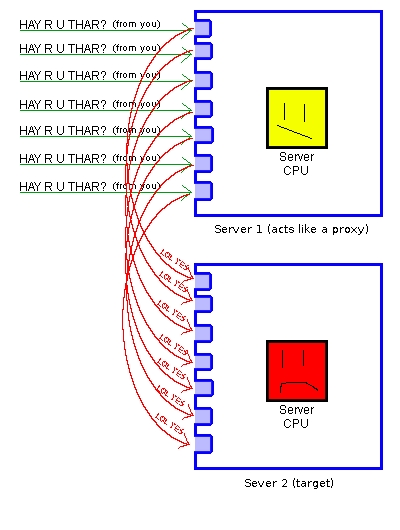 HAY R U THAR? (from you)
HAY R U THAR? (from you)
HAY R U THAR? (from you)
HAY R U THAR? (from you)
HAY R U THAR? (from you)
HAY R U THAR? (from you)
HAY R U THAR? (from you)
Server
CPU
Server 1 (acts like a proxy)
LOL YES
LOL YES
LOL YES
LOL YES
LOL YES
LOL YES
LOL YES
Server
CPU
Sever 2 (target)